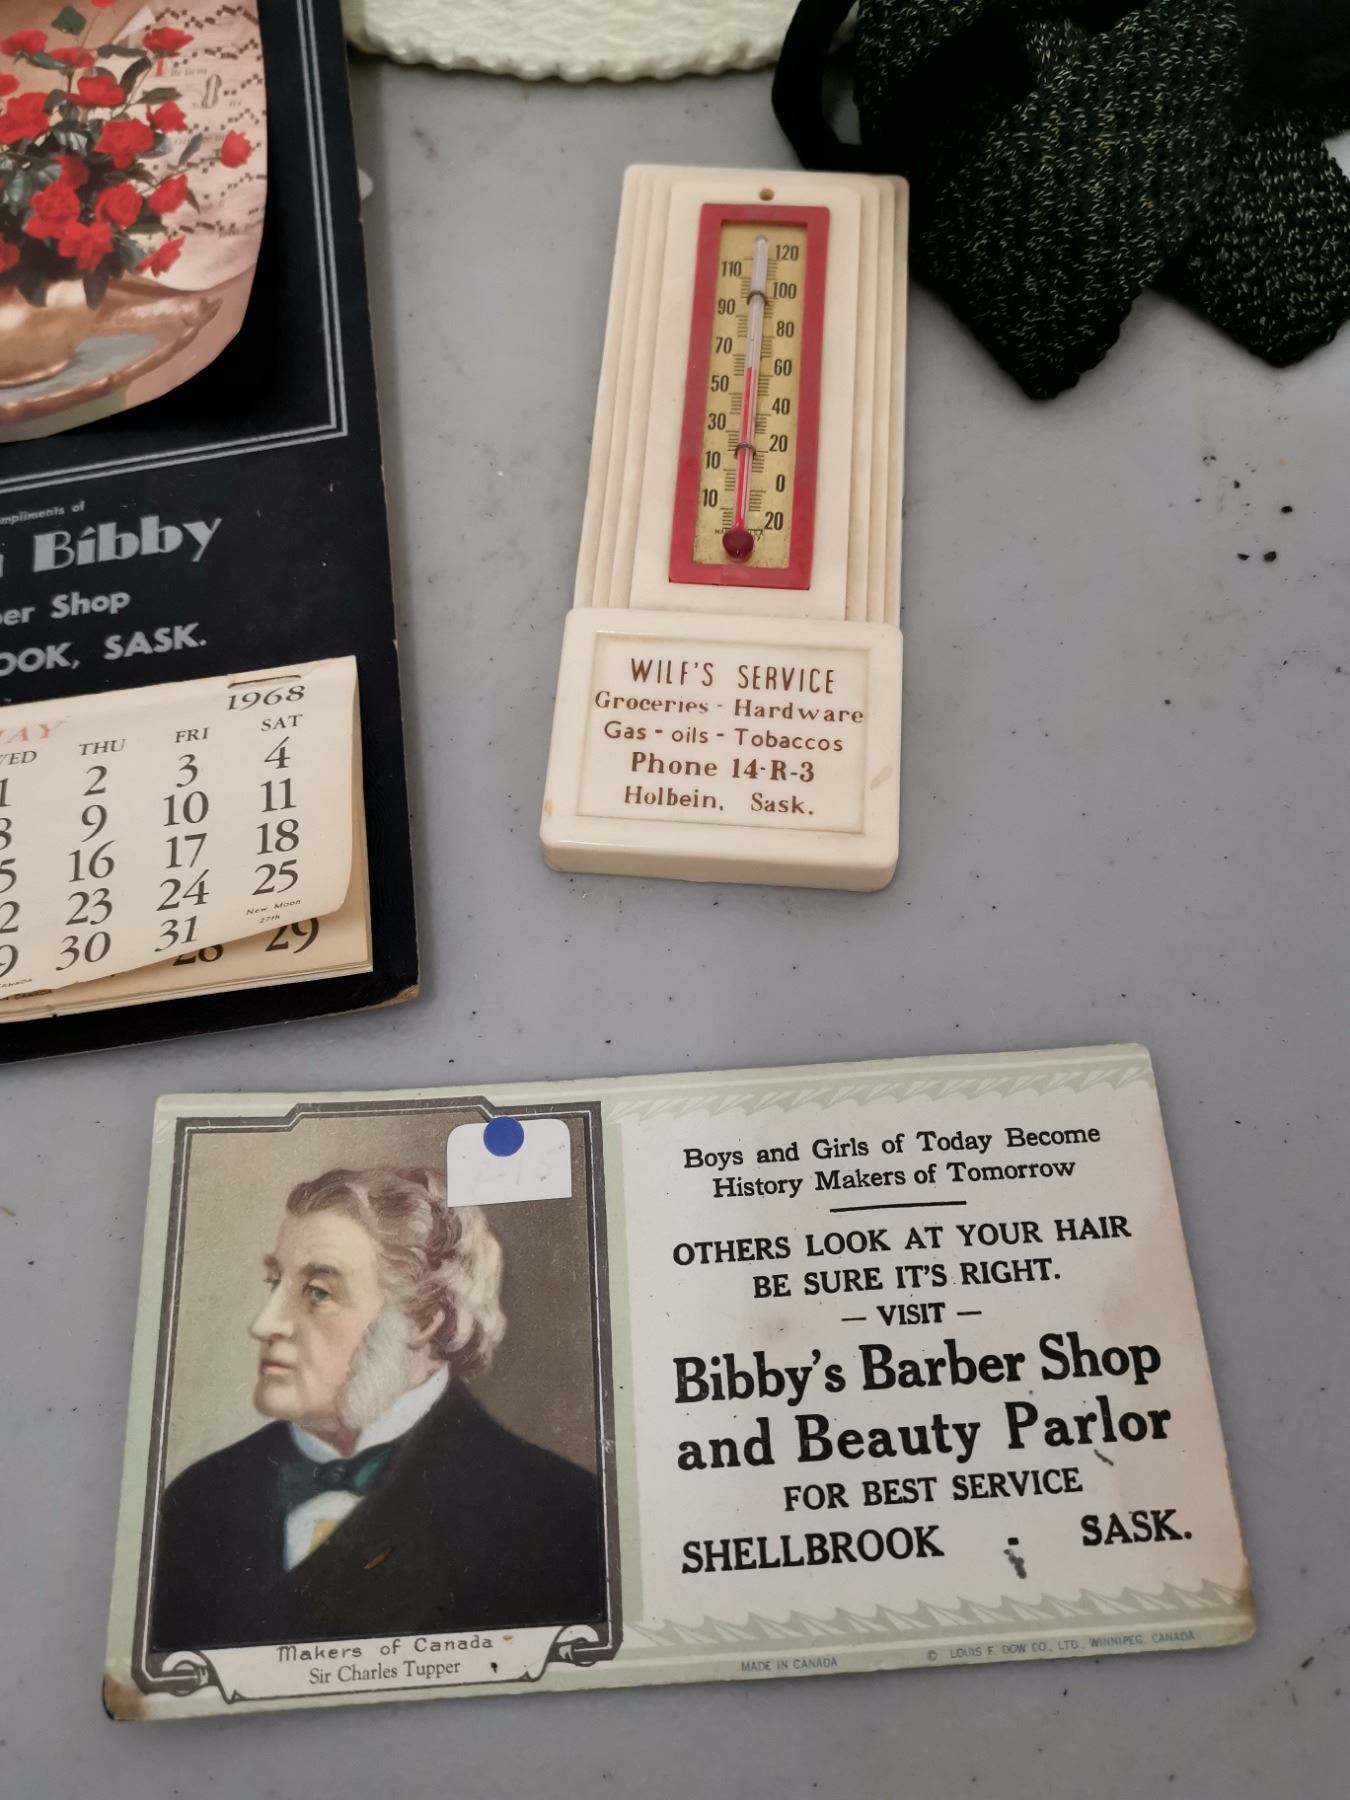 Bibby
Shop
SASK.
1968
THU FRI SAT
2 3 4
9 10 11
16 17 18
23 24 25
New Moon
27th
30 31
28 29
110 120
90 100
70 80
50 60
30 40
10 20
10 0
20
WILF'S SERVICE
Groceries - Hardware
Gas - oils - Tobaccos
Phone 14-R-3
Holbein, Sask.
Boys and Girls of Today Become
History Makers of Tomorrow
OTHERS LOOK AT YOUR HAIR
BE SURE IT'S RIGHT.
— VISIT —
Bibby's Barber Shop
and Beauty Parlor
FOR BEST SERVICE
SHELLBROOK - SASK.
Makers of Canada
Sir Charles Tupper
MADE IN CANADA
© LOUIS F. DOW CO., LTD., WINNIPEG, CANADA